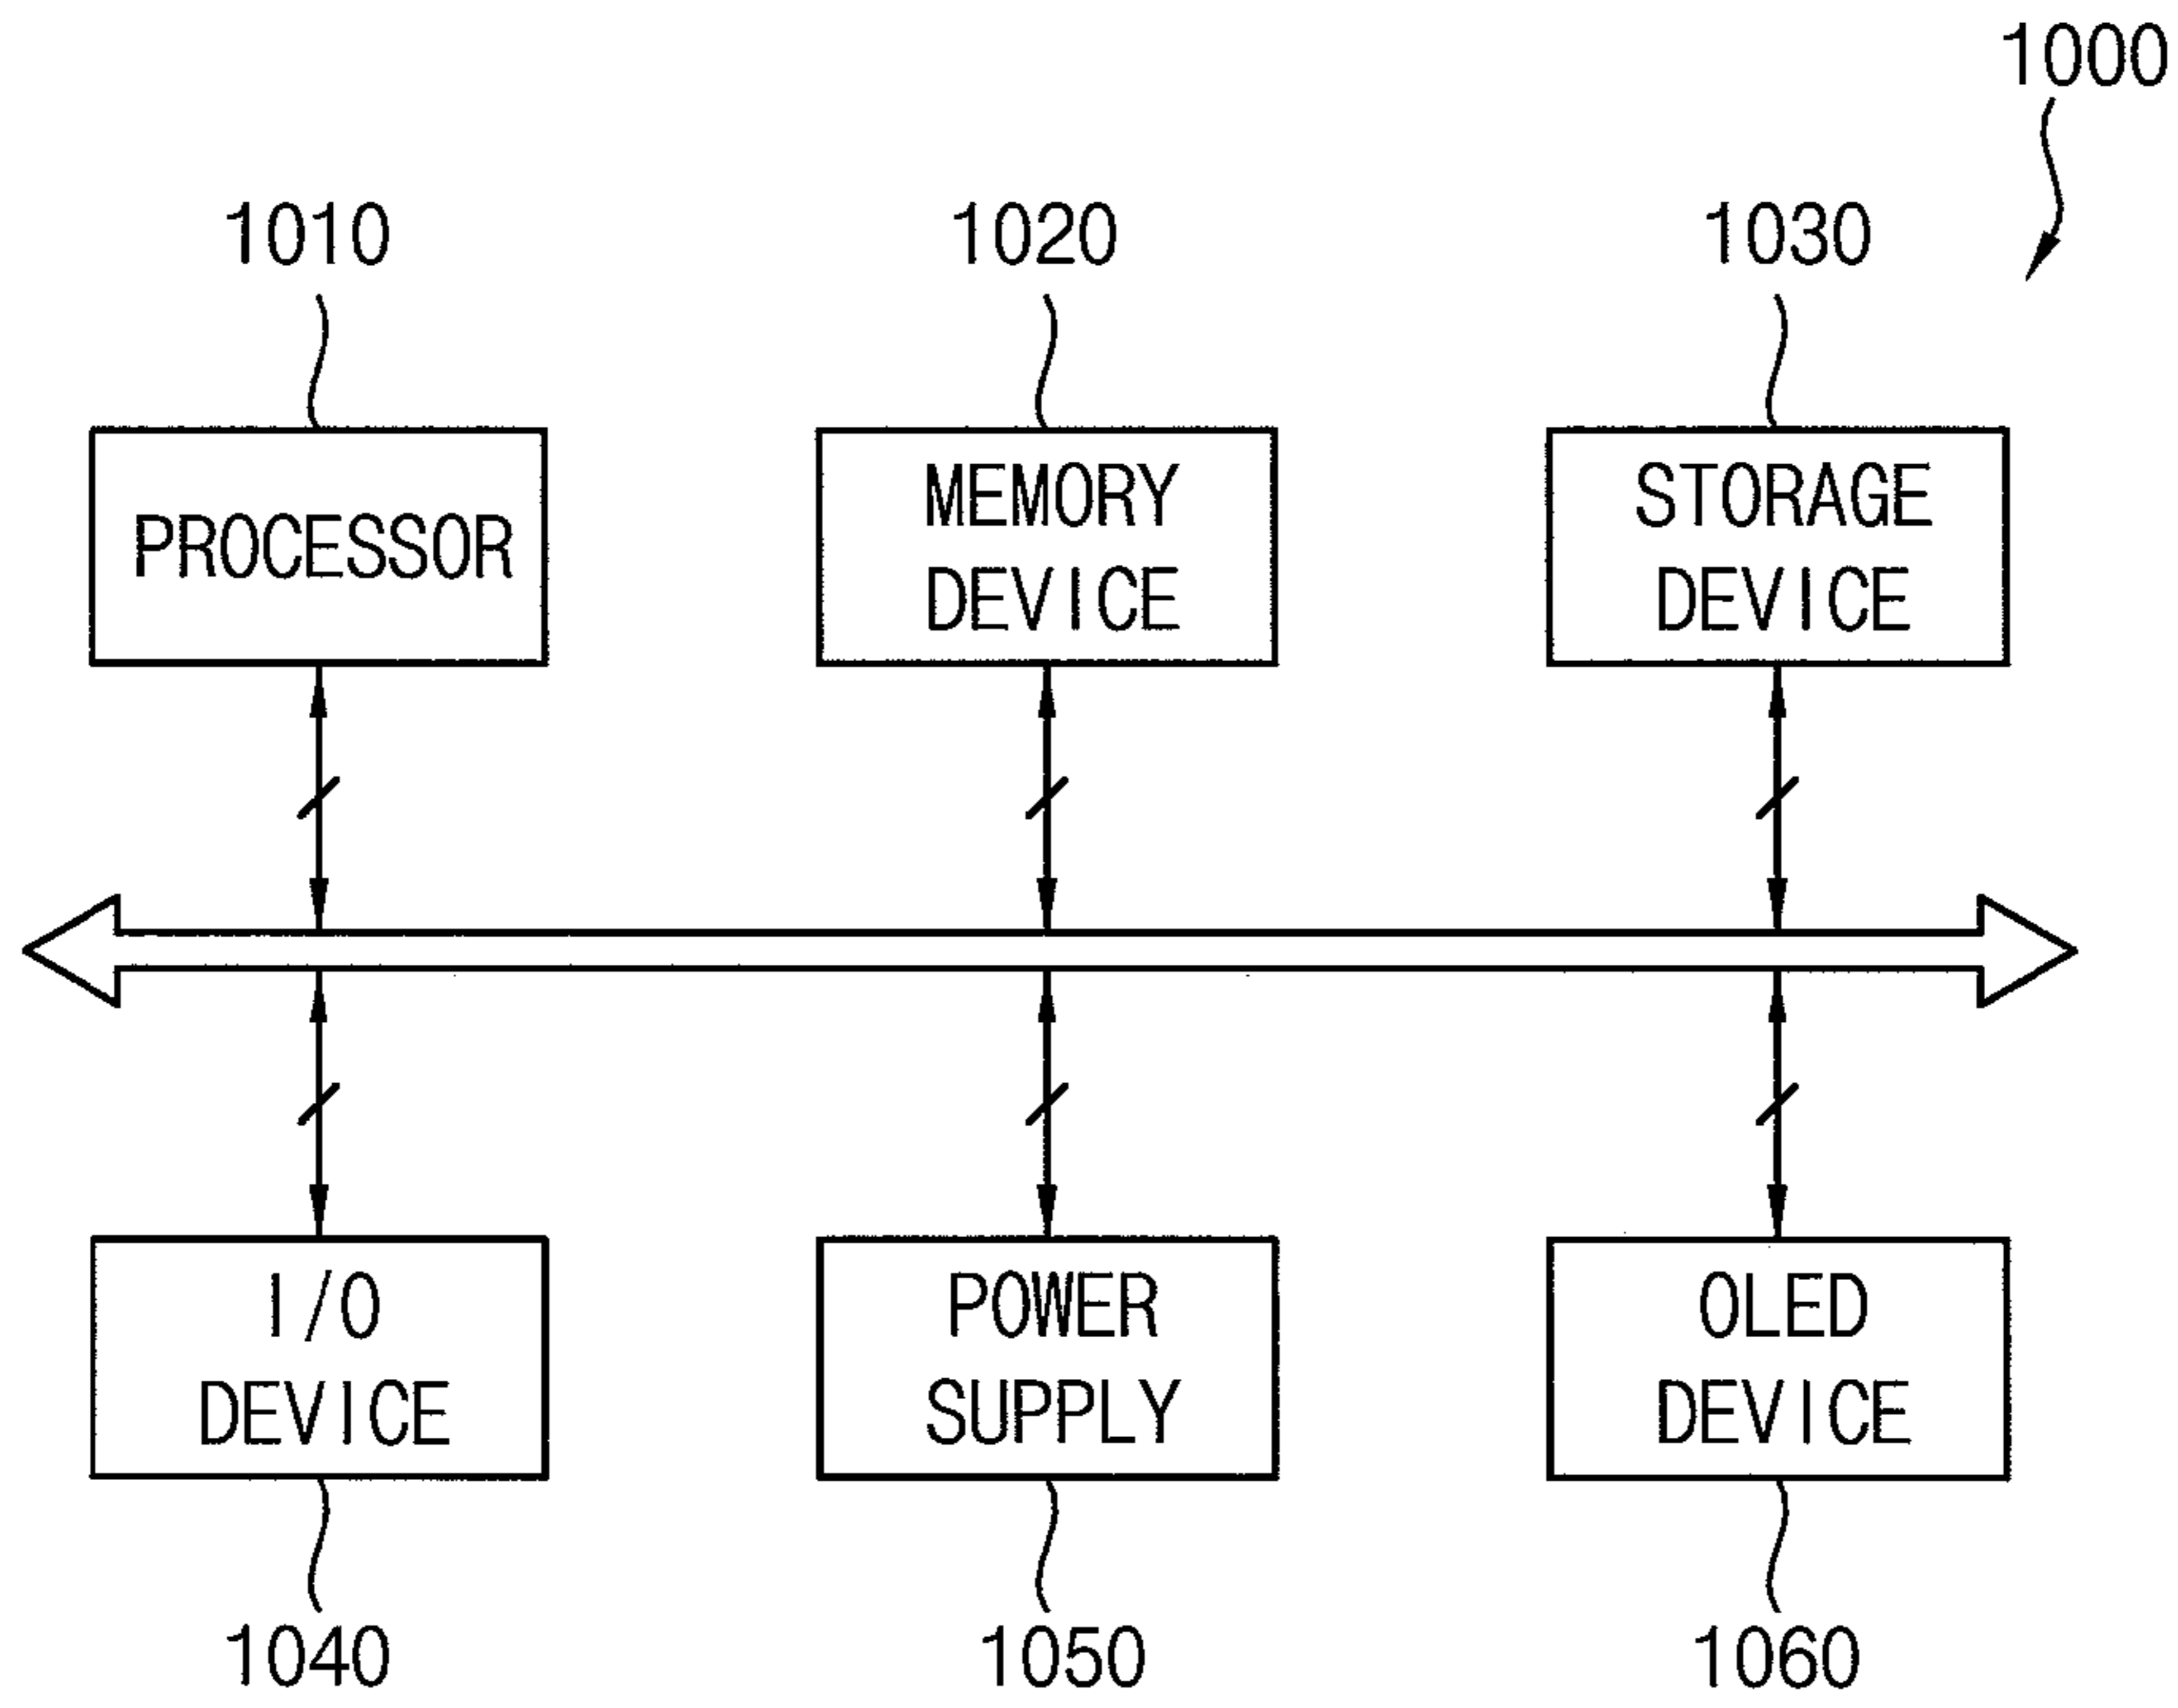 1000
1010
1020
1030
PROCESSOR
MEMORY
DEVICE
STORAGE
DEVICE
I/O
DEVICE
POWER
SUPPLY
OLED
DEVICE
1040
1050
1060